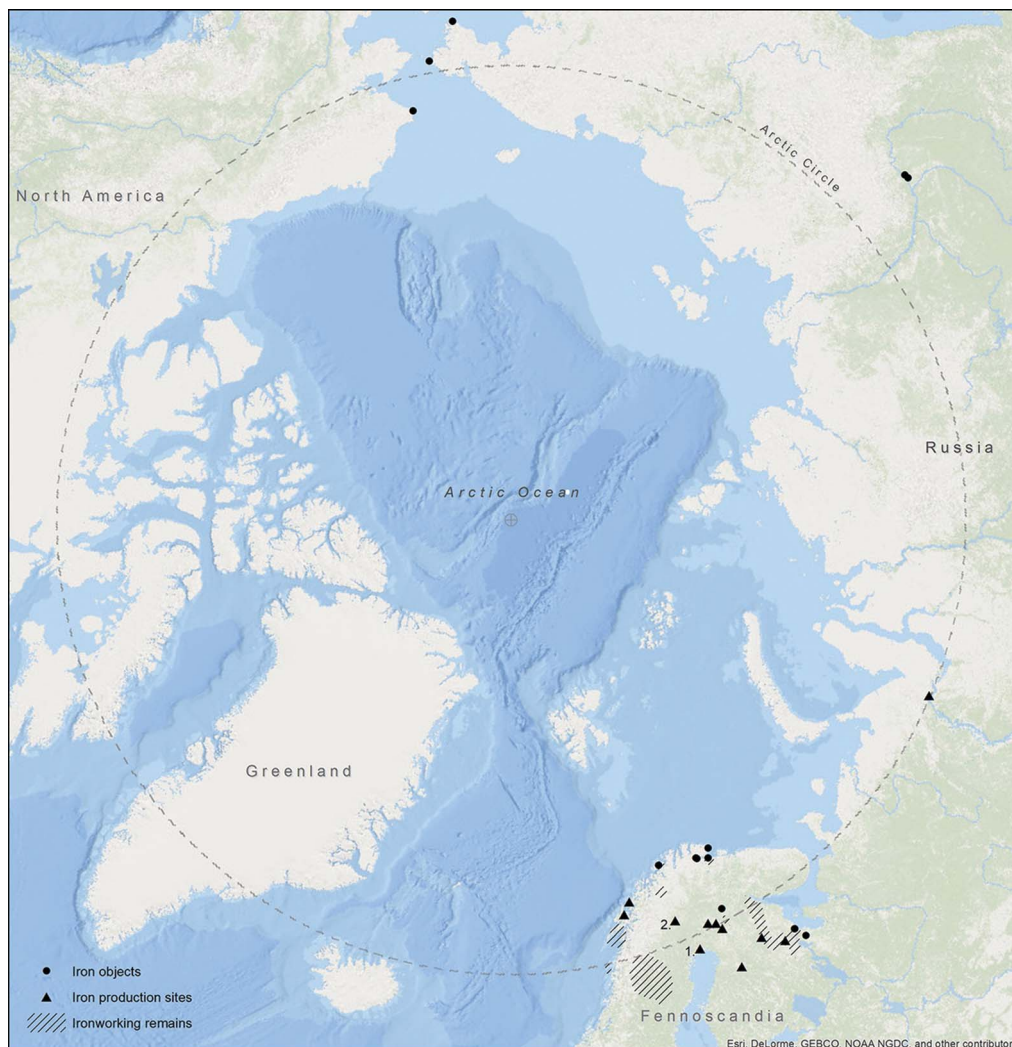 Arctic Circle
North America
Russia
Arctic Ocean
Greenland
2.
1.
Iron objects
Iron production sites
Ironworking remains
Fennoscandia
Esri, DeLorme, GEBCO, NOAA NGDC, and other contributor